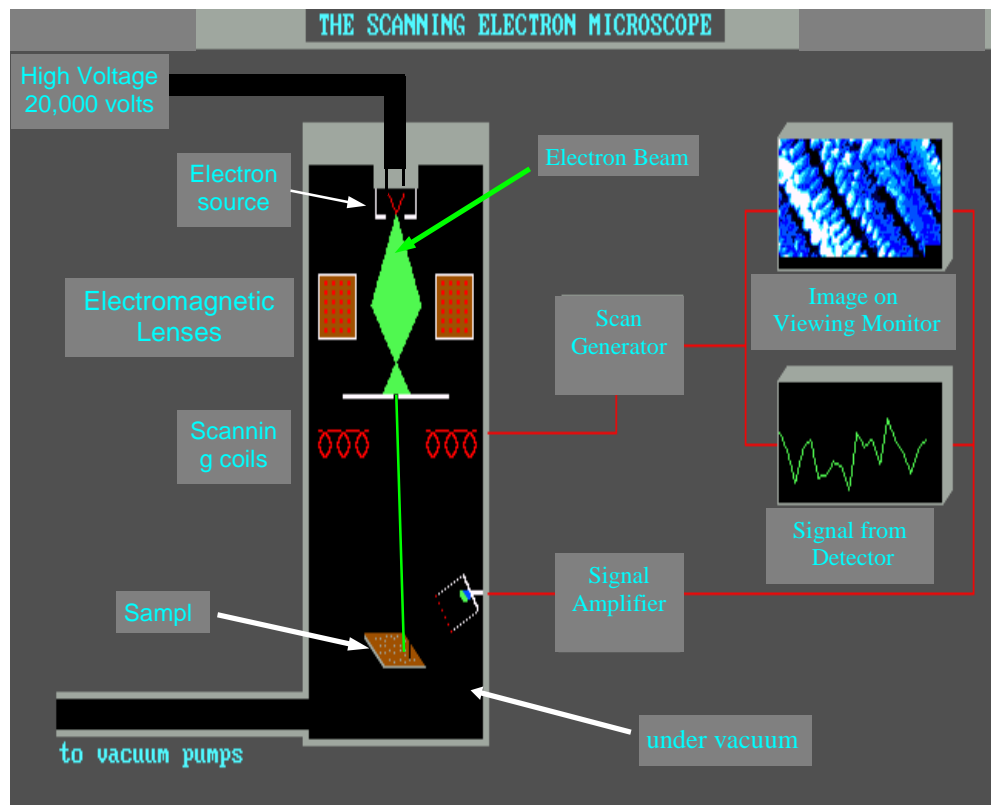 THE SCANNING ELECTRON MICROSCOPE
High Voltage
20,000 volts
Electron
source
Electron Beam
Electromagnetic
Lenses
Scan
Generator
Image on
Viewing Monitor
Scannin
g coils
Signal from
Detector
Signal
Amplifier
Sampl
under vacuum
to vacuum pumps